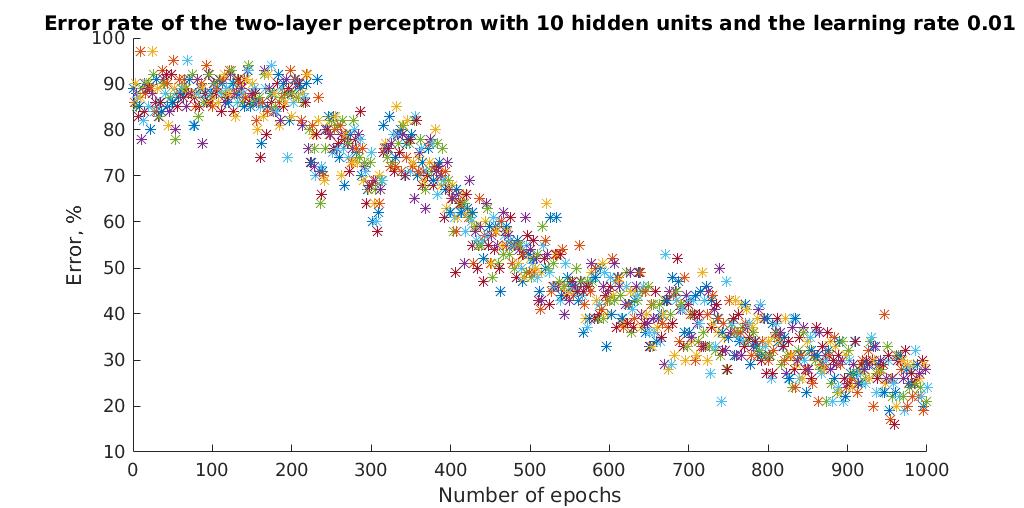 Error rate of the two-layer perceptron with 10 hidden units and the learning rate 0.01
100
90
80
70
60
50
40
30
20
10
Error, %
0 100 200 300 400 500 600 700 800 900 1000
Number of epochs